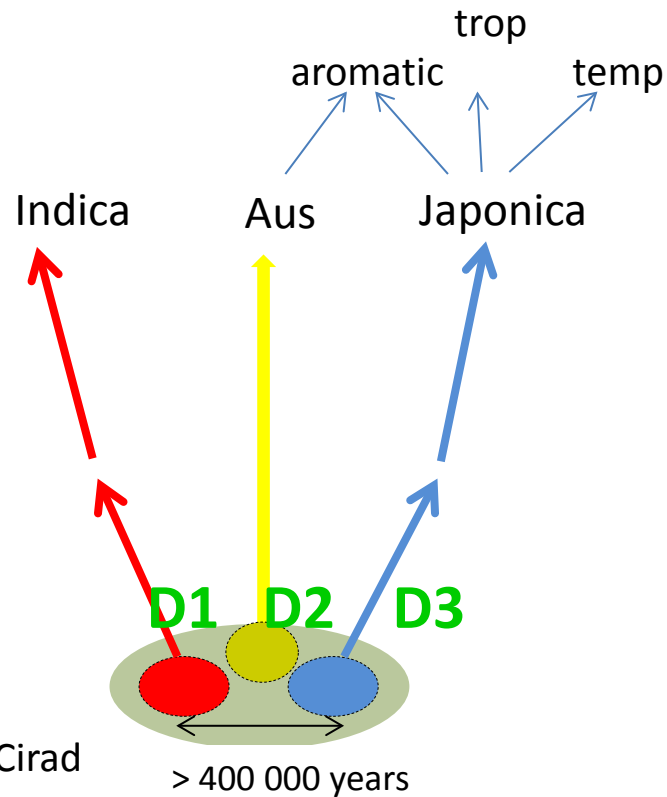 trop
aromatic temp
Indica Aus Japonica
D1 D2 D3
Cirad
> 400 000 years